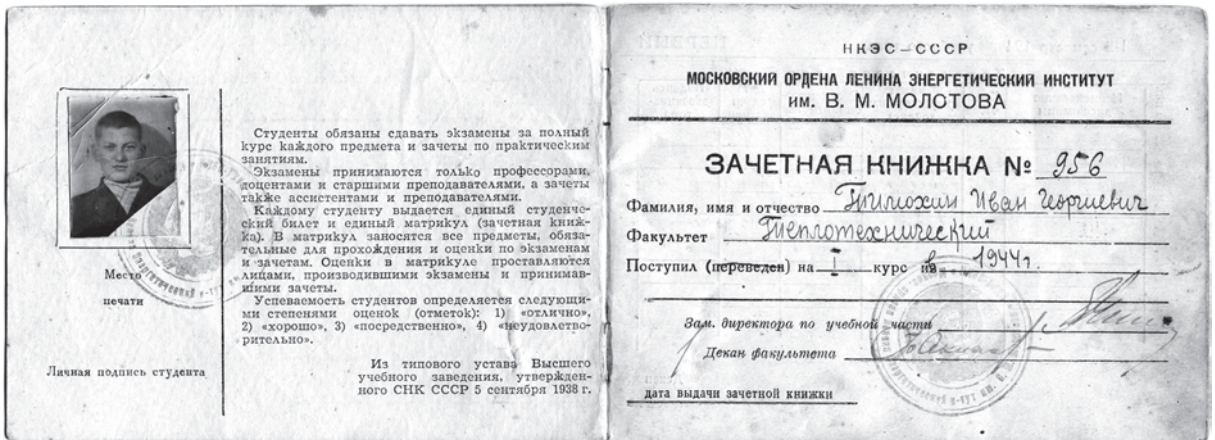 Место
печати
Личная подпись студента
Студенты обязаны сдавать экзамены за полный
курс каждого предмета и зачеты по практическим
занятиям.
Экзамены принимаются только профессорами,
доцентами и старшими преподавателями, а зачеты
также ассистентами и преподавателями.
Каждому студенту выдается единый студенче-
ский билет и единый матрикул (зачетная книж-
ка). В матрикул заносятся все предметы, обяза-
тельные для прохождения и оценки по экзаменам
и зачетам. Оценки в матрикуле проставляются
лицами, производившими экзамены и принимав-
шими зачеты.
Успеваемость студентов определяется следующи-
ми степенями оценок (отметок): 1) «отлично»,
2) «хорошо», 3) «посредственно», 4) «неудовлетво-
рительно».
Из типового устава Высшего
учебного заведения, утвержден-
ного СНК СССР 5 сентября 1938 г.
НКЭС–СССР
МОСКОВСКИЙ ОРДЕНА ЛЕНИНА ЭНЕРГЕТИЧЕСКИЙ ИНСТИТУТ
им. В. М. МОЛОТОВА
ЗАЧЕТНАЯ КНИЖКА № 956
Фамилия, имя и отчество Тимохин Иван Георгиевич
Факультет Теплотехнический
Поступил (переведен) на I курс в 1944г.
Зам. директора по учебной части
Декан факультета
дата выдачи зачетной книжки